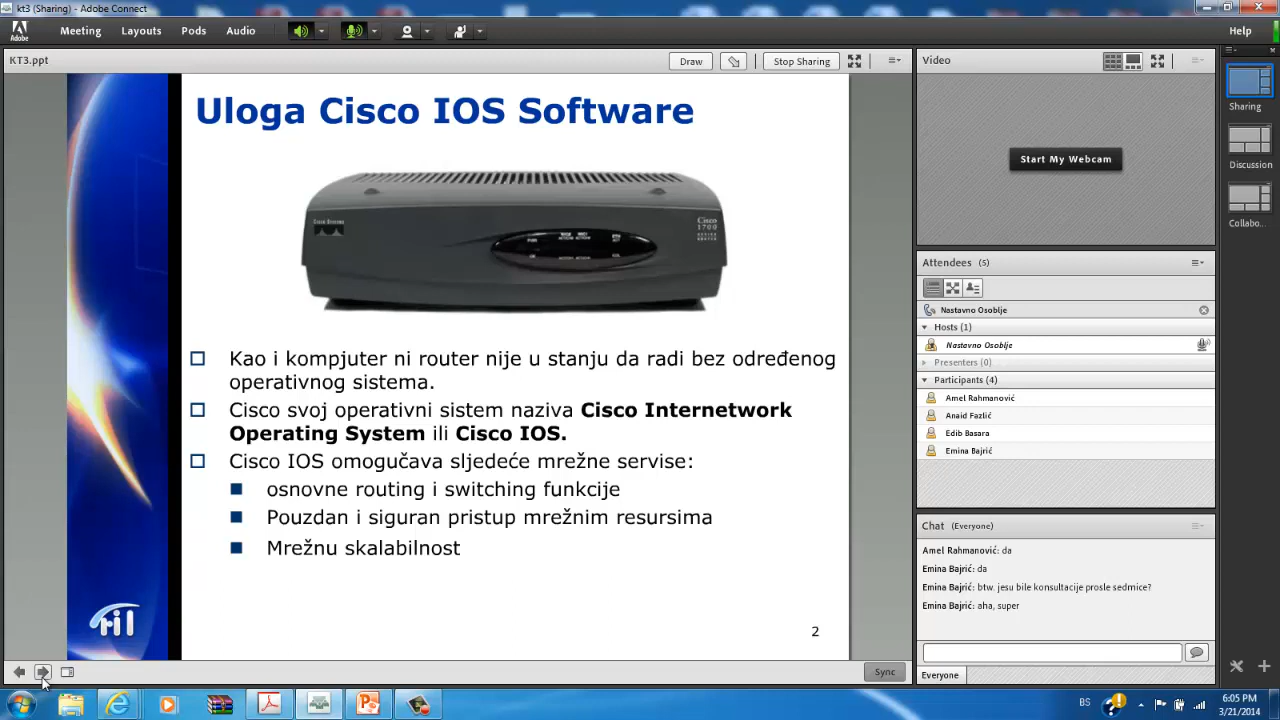 kt3 (Sharing) - Adobe Connect
Adobe
Meeting
Layouts
Pods
Audio
Help
KT3.ppt
Draw
Stop Sharing
Uloga Cisco IOS Software
Cisco Systems
Cisco
1700
Kao i kompjuter ni router nije u stanju da radi bez određenog
operativnog sistema.
Cisco svoj operativni sistem naziva Cisco Internetwork
Operating System ili Cisco IOS.
Cisco IOS omogučava sljedeće mrežne servise:
osnovne routing i switching funkcije
Pouzdan i siguran pristup mrežnim resursima
Mrežnu skalabilnost
2
Sync
Video
Start My Webcam
Attendees (5)
Nastavno Osoblje
Hosts (1)
Nastavno Osoblje
Presenters (0)
Participants (4)
Amel Rahmanović
Anaid Fazlić
Edib Basara
Emina Bajrić
Chat (Everyone)
Amel Rahmanović: da
Emina Bajrić: da
Emina Bajrić: btw. jesu bile konsultacije prosle sedmice?
Emina Bajrić: aha, super
Everyone
Sharing
Discussion
Collabo...
BS
6:05 PM
3/21/2014